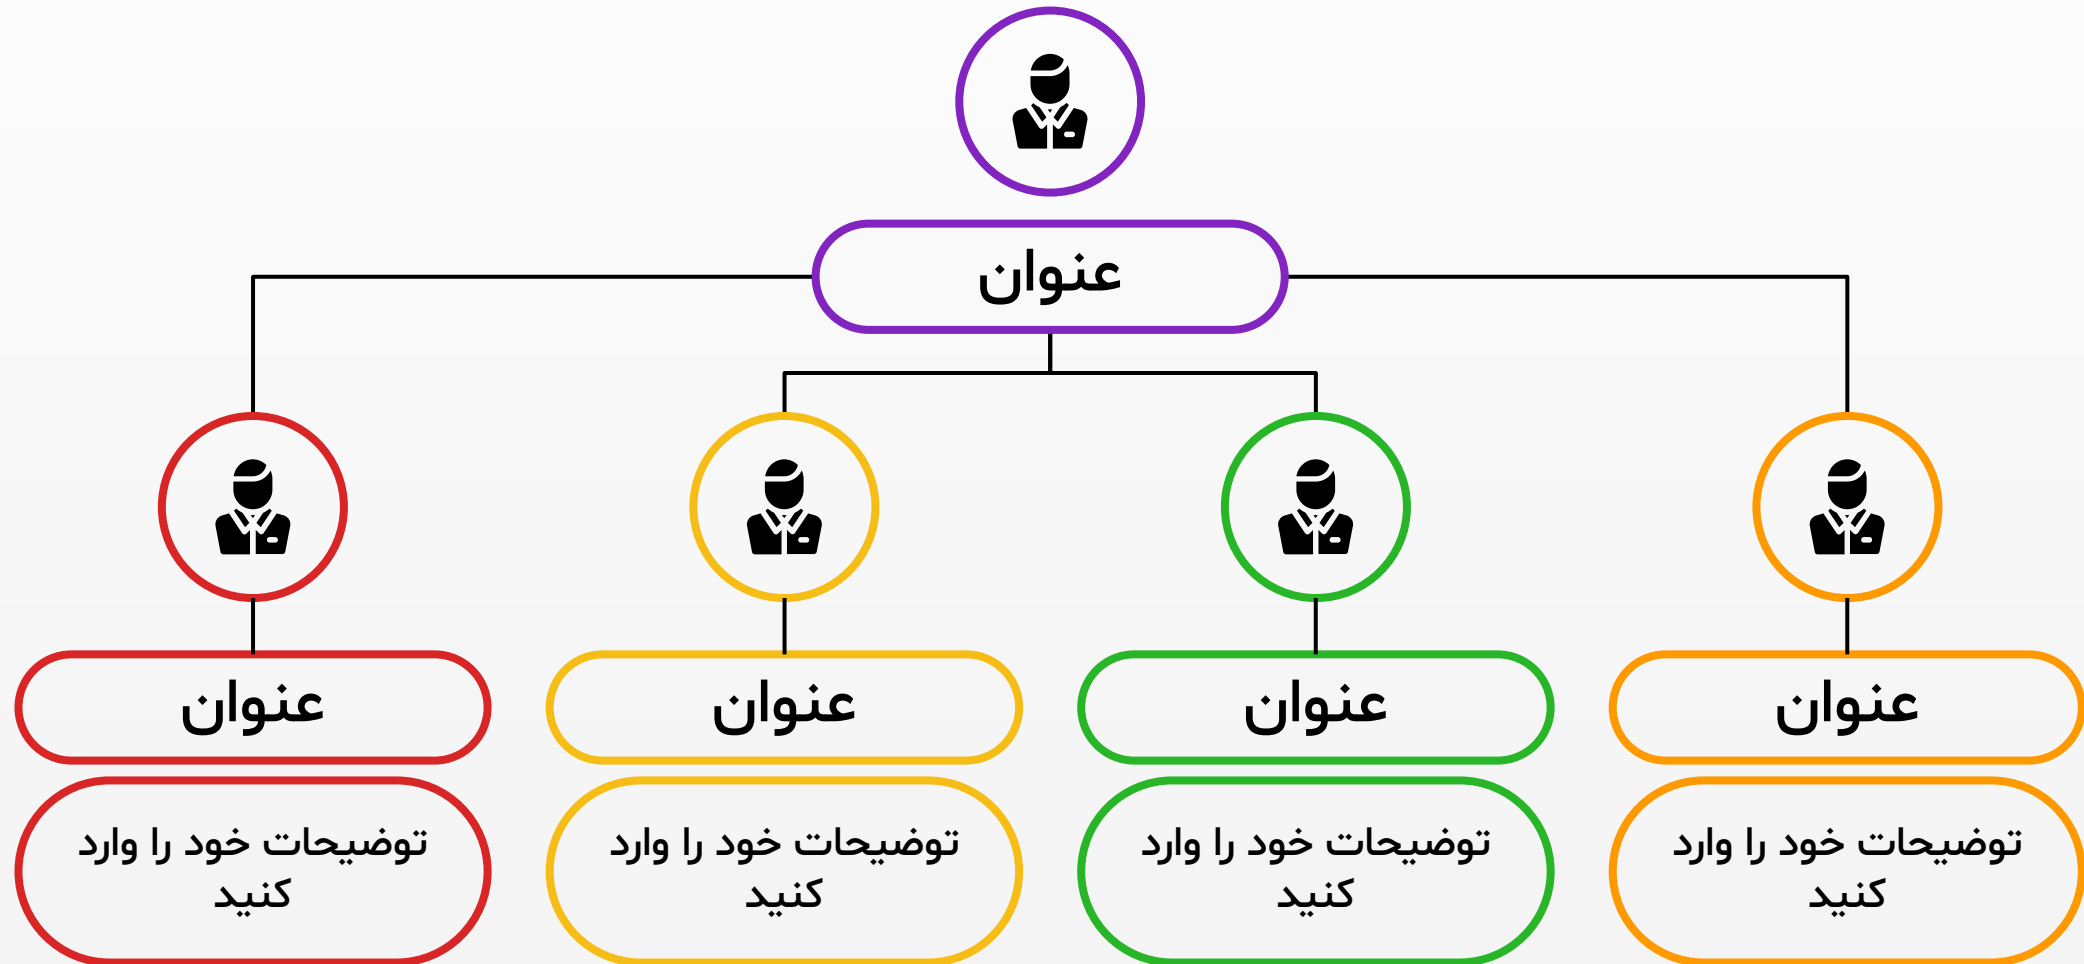 عنوان
عنوان
عنوان
عنوان
عنوان
توضیحات خود را وارد
کنید
توضیحات خود را وارد
کنید
توضیحات خود را وارد
کنید
توضیحات خود را وارد
کنید